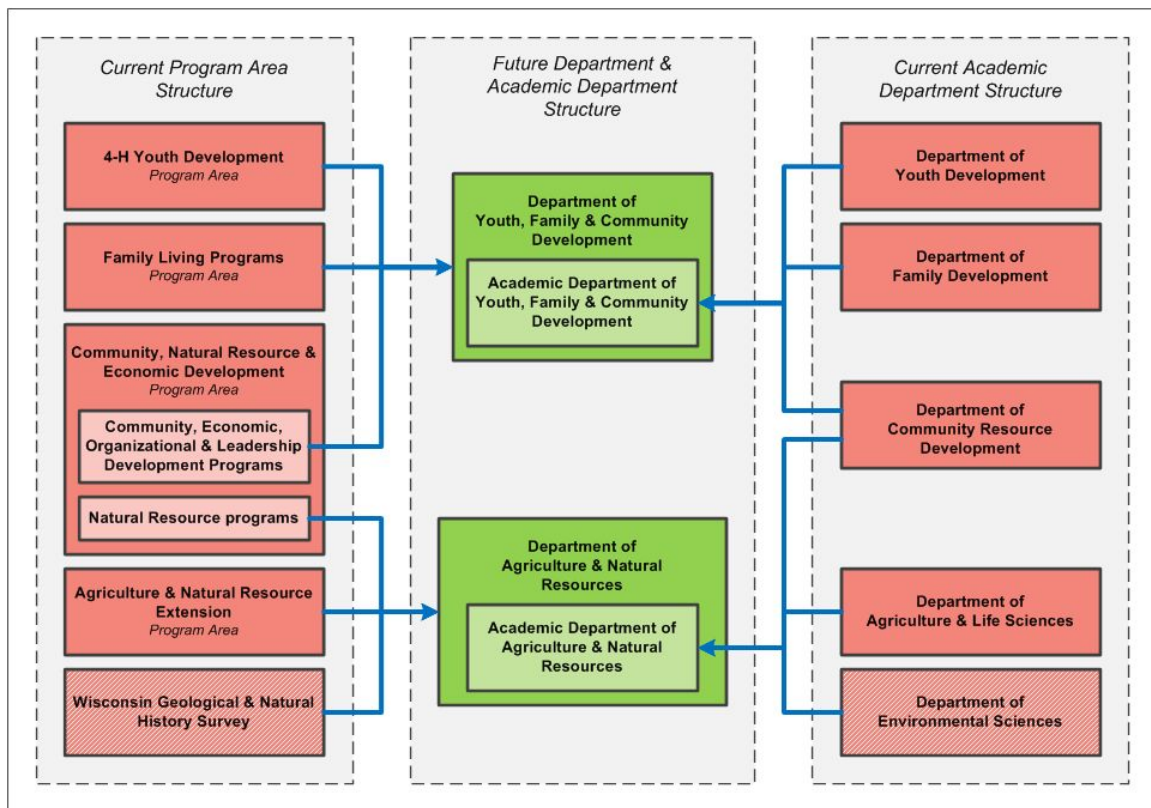 Current Program Area
Structure
4-H Youth Development
Program Area
Family Living Programs
Program Area
Community, Natural Resource &
Economic Development
Program Area
Community, Economic,
Organizational & Leadership
Development Programs
Natural Resource programs
Agriculture & Natural Resource
Extension
Program Area
Wisconsin Geological & Natural
History Survey
Future Department &
Academic Department
Structure
Department of
Youth, Family & Community
Development
Academic Department of
Youth, Family & Community
Development
Department of
Agriculture & Natural
Resources
Academic Department of
Agriculture & Natural
Resources
Current Academic
Department Structure
Department of
Youth Development
Department of
Family Development
Department of
Community Resource
Development
Department of
Agriculture & Life Sciences
Department of
Environmental Sciences